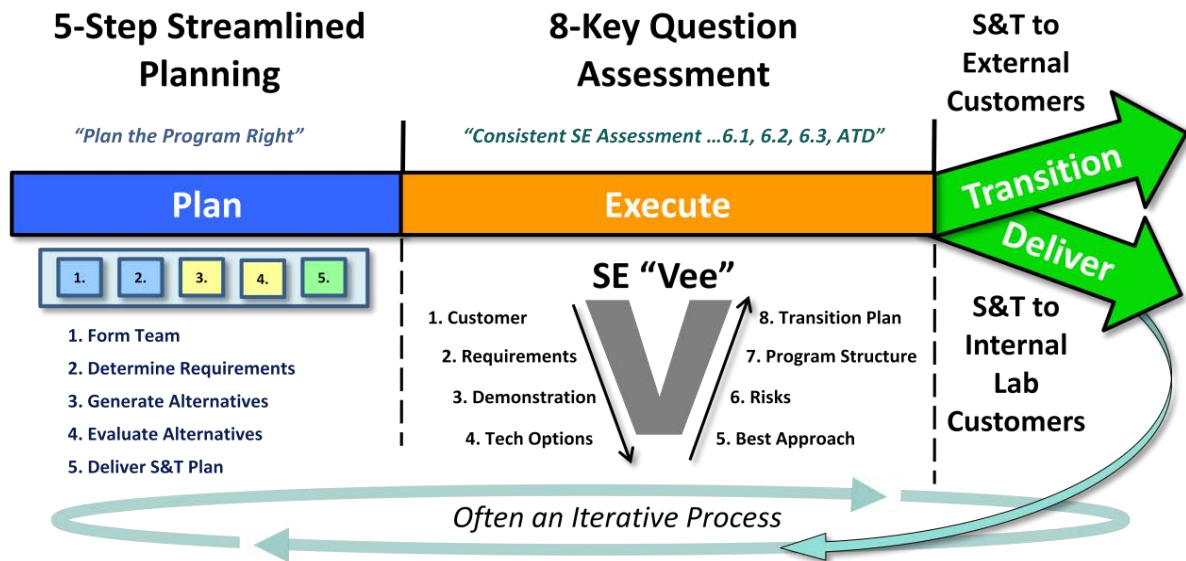 5-Step Streamlined
Planning
8-Key Question
Assessment
S&T to
External
Customers
“Plan the Program Right”
“Consistent SE Assessment ...6.1, 6.2, 6.3, ATD”
Plan
Execute
Transition
Deliver
1.
2.
3.
4.
5.
1. Form Team
2. Determine Requirements
3. Generate Alternatives
4. Evaluate Alternatives
5. Deliver S&T Plan
SE “Vee”
V
1. Customer
2. Requirements
3. Demonstration
4. Tech Options
8. Transition Plan
7. Program Structure
6. Risks
5. Best Approach
S&T to
Internal
Lab
Customers
Often an Iterative Process